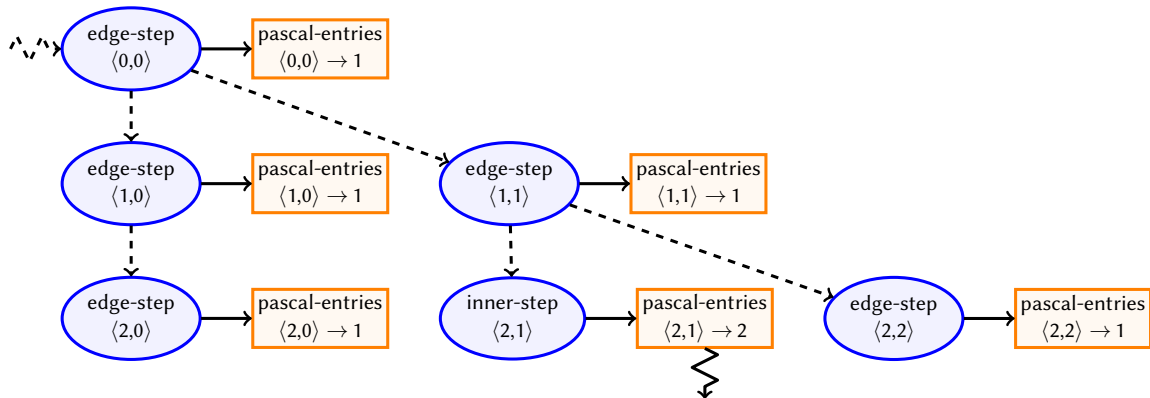 edge-step
⟨0,0⟩
pascal-entries
⟨0,0⟩ → 1
edge-step
⟨1,0⟩
pascal-entries
⟨1,0⟩ → 1
edge-step
⟨1,1⟩
pascal-entries
⟨1,1⟩ → 1
edge-step
⟨2,0⟩
pascal-entries
⟨2,0⟩ → 1
inner-step
⟨2,1⟩
pascal-entries
⟨2,1⟩ → 2
edge-step
⟨2,2⟩
pascal-entries
⟨2,2⟩ → 1